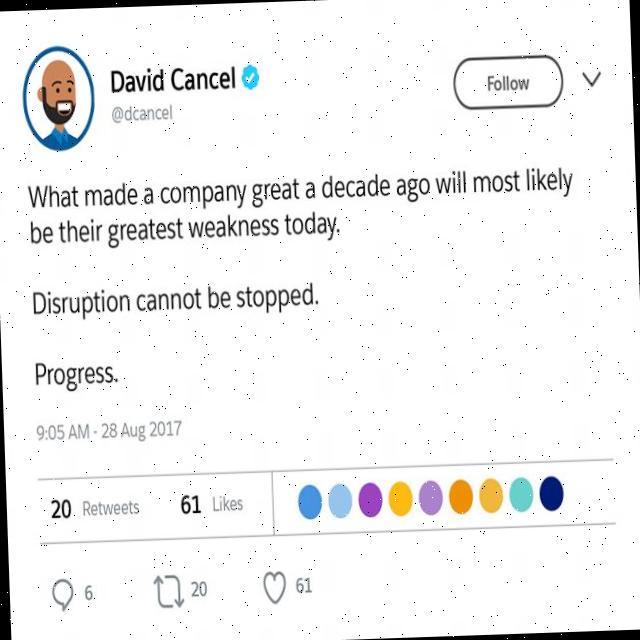 David Cancel
@dcancel
Follow
What made a company great a decade ago will most likely
be their greatest weakness today.
Disruption cannot be stopped.
Progress.
9:05 AM - 28 Aug 2017
20 Retweets 61 Likes
6 20 61